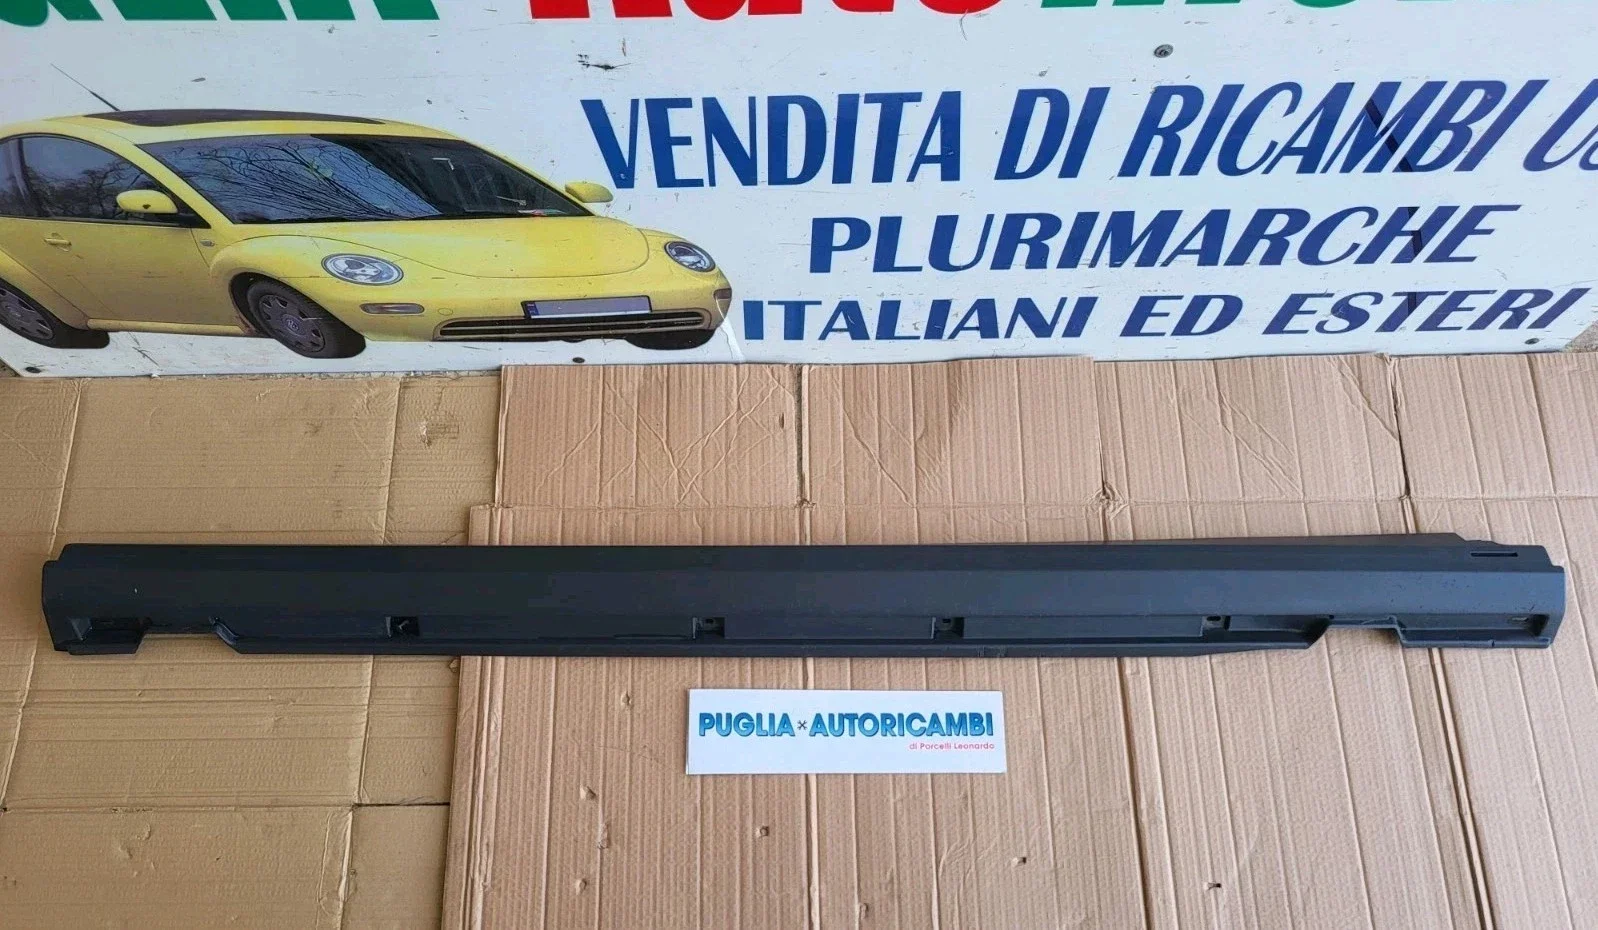 VENDITA DI RICAMBI
PLURIMARCHE
ITALIANI ED ESTERI
PUGLIA AUTORICAMBI
di Porcelli Leonardo